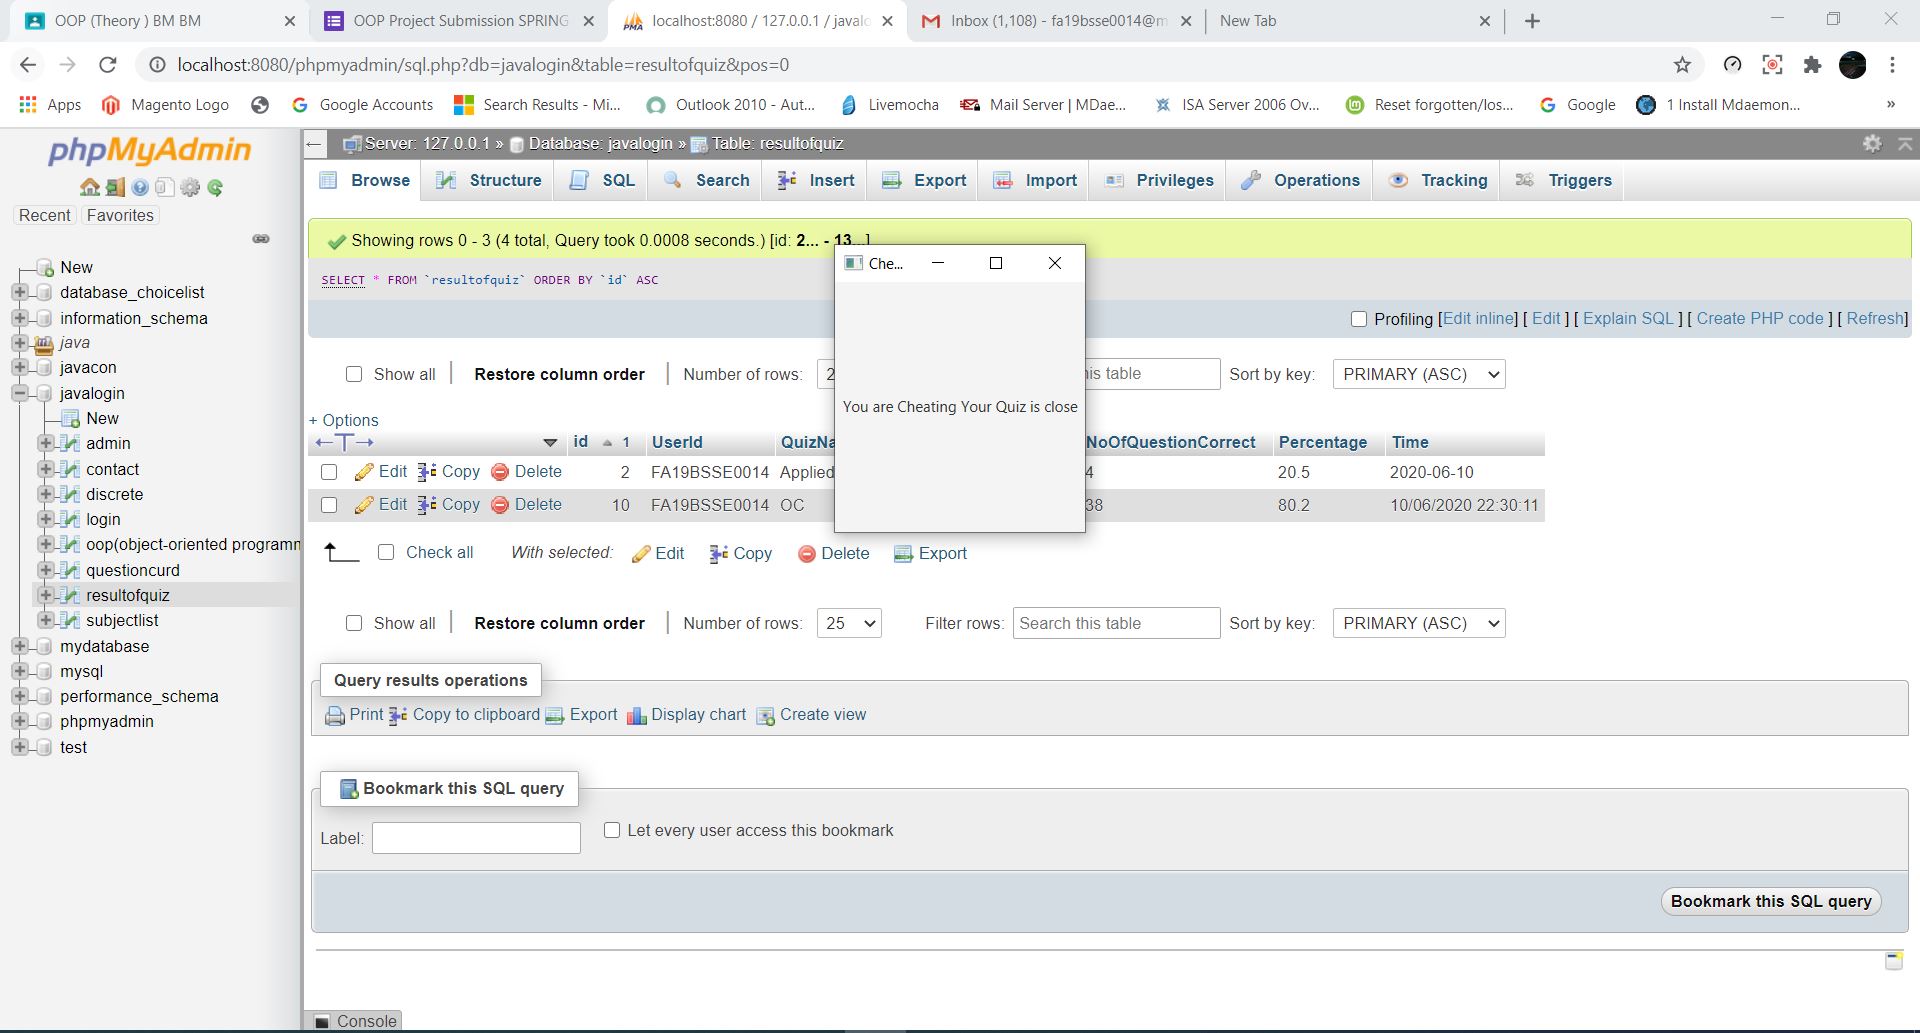 OOP (Theory ) BM BM
OOP Project Submission SPRING
localhost:8080 / 127.0.0.1 / javalo
Inbox (1,108) - fa19bsse0014@m
New Tab
localhost:8080/phpmyadmin/sql.php?db=javalogin&table=resultofquiz&pos=0
Apps
Magento Logo
Google Accounts
Search Results - Mi...
Outlook 2010 - Aut...
Livemocha
Mail Server | MDae...
ISA Server 2006 Ov...
Reset forgotten/los...
Google
1 Install Mdaemon...
»
phpMyAdmin
Recent
Favorites
New
database_choicelist
information_schema
java
javacon
javalogin
New
admin
contact
discrete
login
oop(object-oriented programm
questioncurd
resultofquiz
subjectlist
mydatabase
mysql
performance_schema
phpmyadmin
test
Server: 127.0.0.1 » Database: javalogin » Table: resultofquiz
Browse
Structure
SQL
Search
Insert
Export
Import
Privileges
Operations
Tracking
Triggers
Showing rows 0 - 3 (4 total, Query took 0.0008 seconds.) [id: 2... - 13...]
SELECT * FROM `resultofquiz` ORDER BY `id` ASC
Profiling [Edit inline] [ Edit ] [ Explain SQL ] [ Create PHP code ] [ Refresh]
Show all | Restore column order | Number of rows: 2
his table
Sort by key: PRIMARY (ASC)
Che...
You are Cheating Your Quiz is close
+ Options
id 1 UserId QuizNa NoOfQuestionCorrect Percentage Time
Edit Copy Delete 2 FA19BSSE0014 Applied 4 20.5 2020-06-10
Edit Copy Delete 10 FA19BSSE0014 OC 38 80.2 10/06/2020 22:30:11
Check all With selected: Edit Copy Delete Export
Show all | Restore column order | Number of rows: 25 Filter rows: Search this table Sort by key: PRIMARY (ASC)
Query results operations
Print Copy to clipboard Export Display chart Create view
Bookmark this SQL query
Label:
Let every user access this bookmark
Bookmark this SQL query
Console